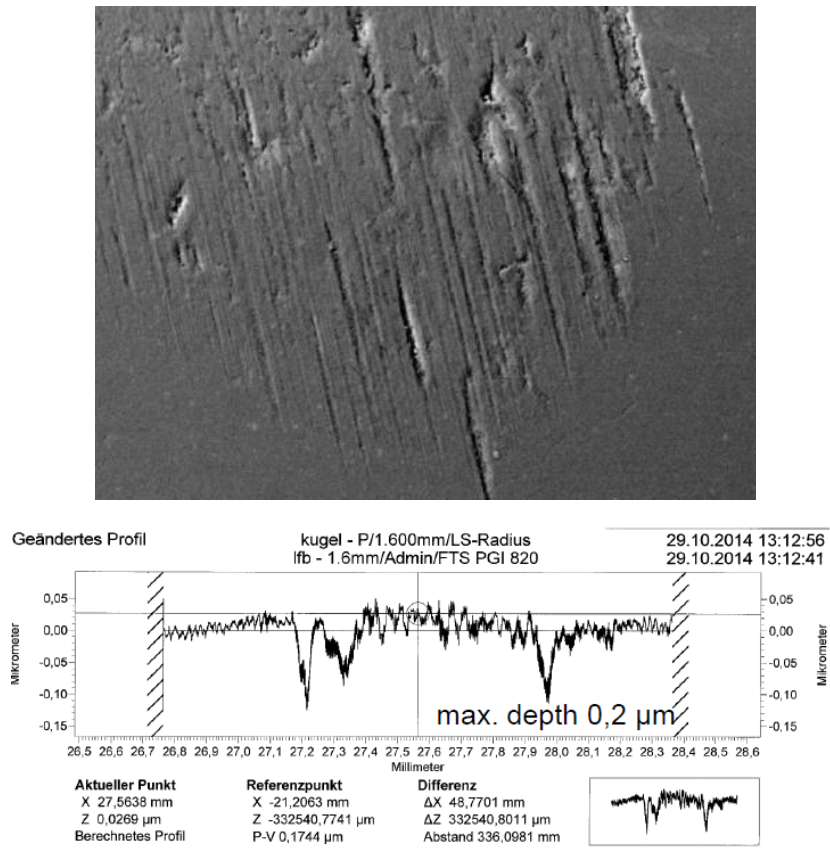 Geändertes Profil kugel - P/1.600mm/LS-Radius 29.10.2014 13:12:56
lfb - 1.6mm/Admin/FTS PGI 820 29.10.2014 13:12:41
0,05 0,05
0,00 0,00
-0,05 -0,05
-0,10 -0,10
-0,15 -0,15
Mikrometer Mikrometer
max. depth 0,2 µm
26,5 26,6 26,7 26,8 26,9 27,0 27,1 27,2 27,3 27,4 27,5 27,6 27,7 27,8 27,9 28,0 28,1 28,2 28,3 28,4 28,5 28,6
Millimeter
Aktueller Punkt Referenzpunkt Differenz
X 27,5638 mm X -21,2063 mm ΔX 48,7701 mm
Z 0,0269 µm Z -332540,7741 µm ΔZ 332540,8011 µm
Berechnetes Profil P-V 0,1744 µm Abstand 336,0981 mm